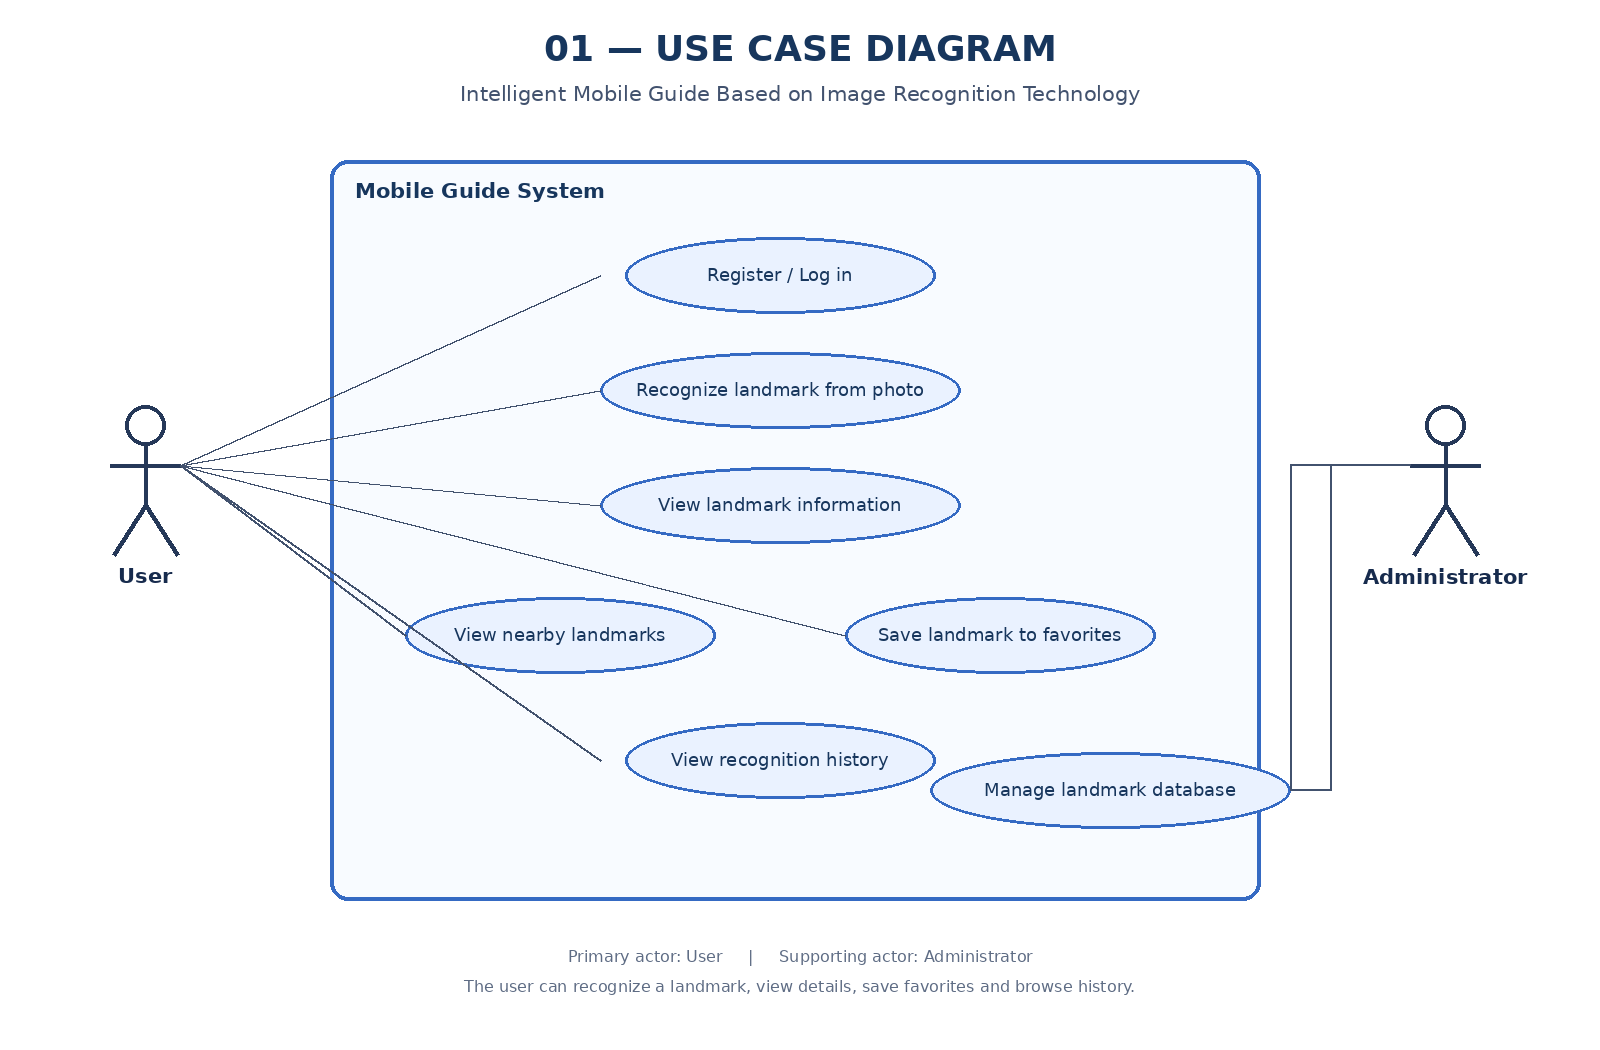 01 — USE CASE DIAGRAM
Intelligent Mobile Guide Based on Image Recognition Technology
Mobile Guide System
Register / Log in
Recognize landmark from photo
View landmark information
User
Administrator
View nearby landmarks
Save landmark to favorites
View recognition history
Manage landmark database
Primary actor: User | Supporting actor: Administrator
The user can recognize a landmark, view details, save favorites and browse history.